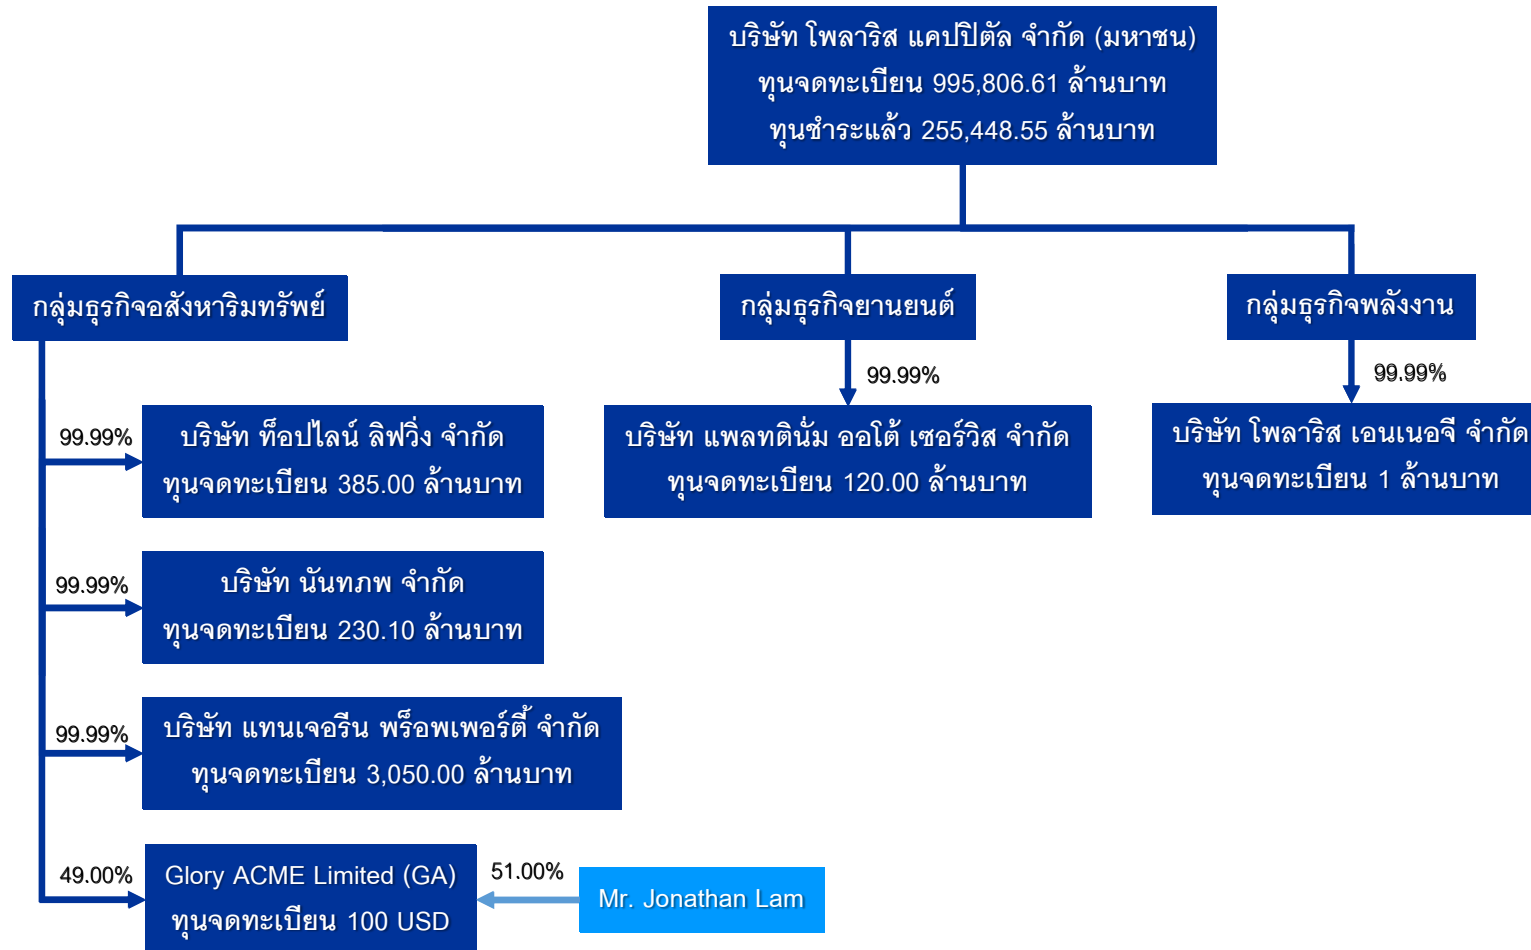 บริษัท โพลาริส แคปปิตัล จำกัด (มหาชน)
ทุนจดทะเบียน 995,806.61 ล้านบาท
ทุนชำระแล้ว 255,448.55 ล้านบาท
กลุ่มธุรกิจอสังหาริมทรัพย์
กลุ่มธุรกิจยานยนต์
กลุ่มธุรกิจพลังงาน
99.99%
99.99%
99.99%
บริษัท ท็อปไลน์ ลิฟวิ่ง จำกัด
ทุนจดทะเบียน 385.00 ล้านบาท
บริษัท แพลทตินั่ม ออโต้ เซอร์วิส จำกัด
ทุนจดทะเบียน 120.00 ล้านบาท
บริษัท โพลาริส เอนเนอจี จำกัด
ทุนจดทะเบียน 1 ล้านบาท
99.99%
บริษัท นันทภพ จำกัด
ทุนจดทะเบียน 230.10 ล้านบาท
99.99%
บริษัท แทนเจอรีน พร็อพเพอร์ตี้ จำกัด
ทุนจดทะเบียน 3,050.00 ล้านบาท
49.00%
Glory ACME Limited (GA)
ทุนจดทะเบียน 100 USD
51.00%
Mr. Jonathan Lam